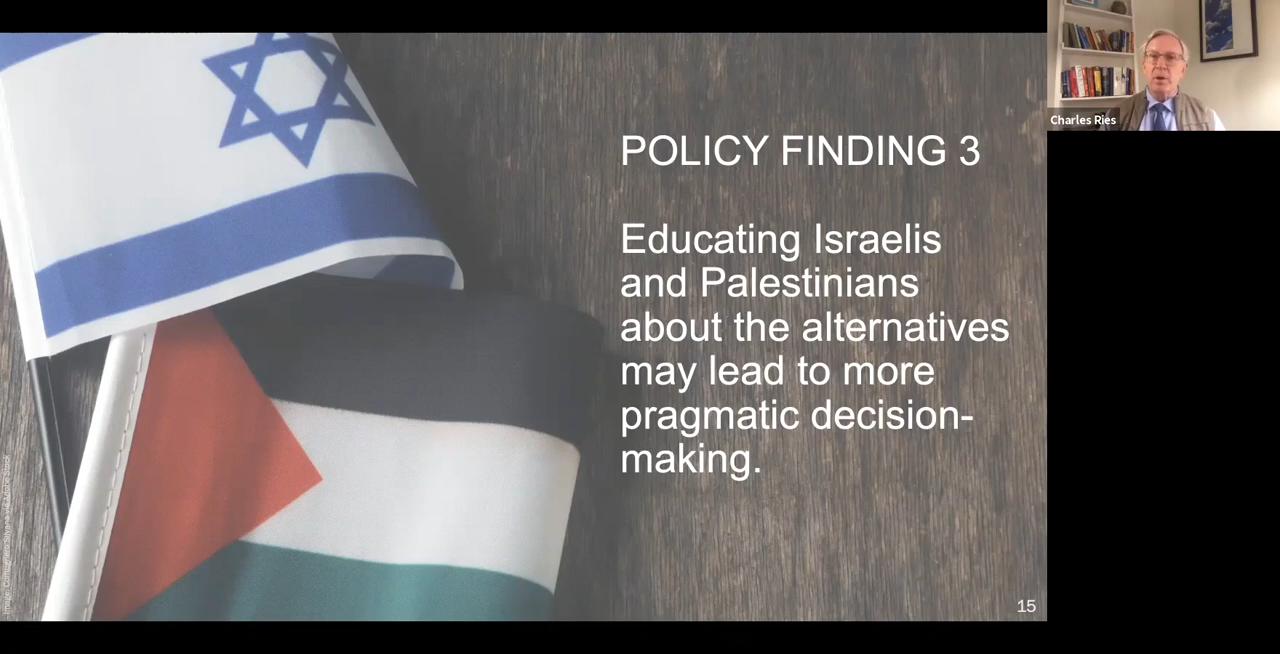 POLICY FINDING 3
Educating Israelis
and Palestinians
about the alternatives
may lead to more
pragmatic decision-
making.
15
Charles Ries